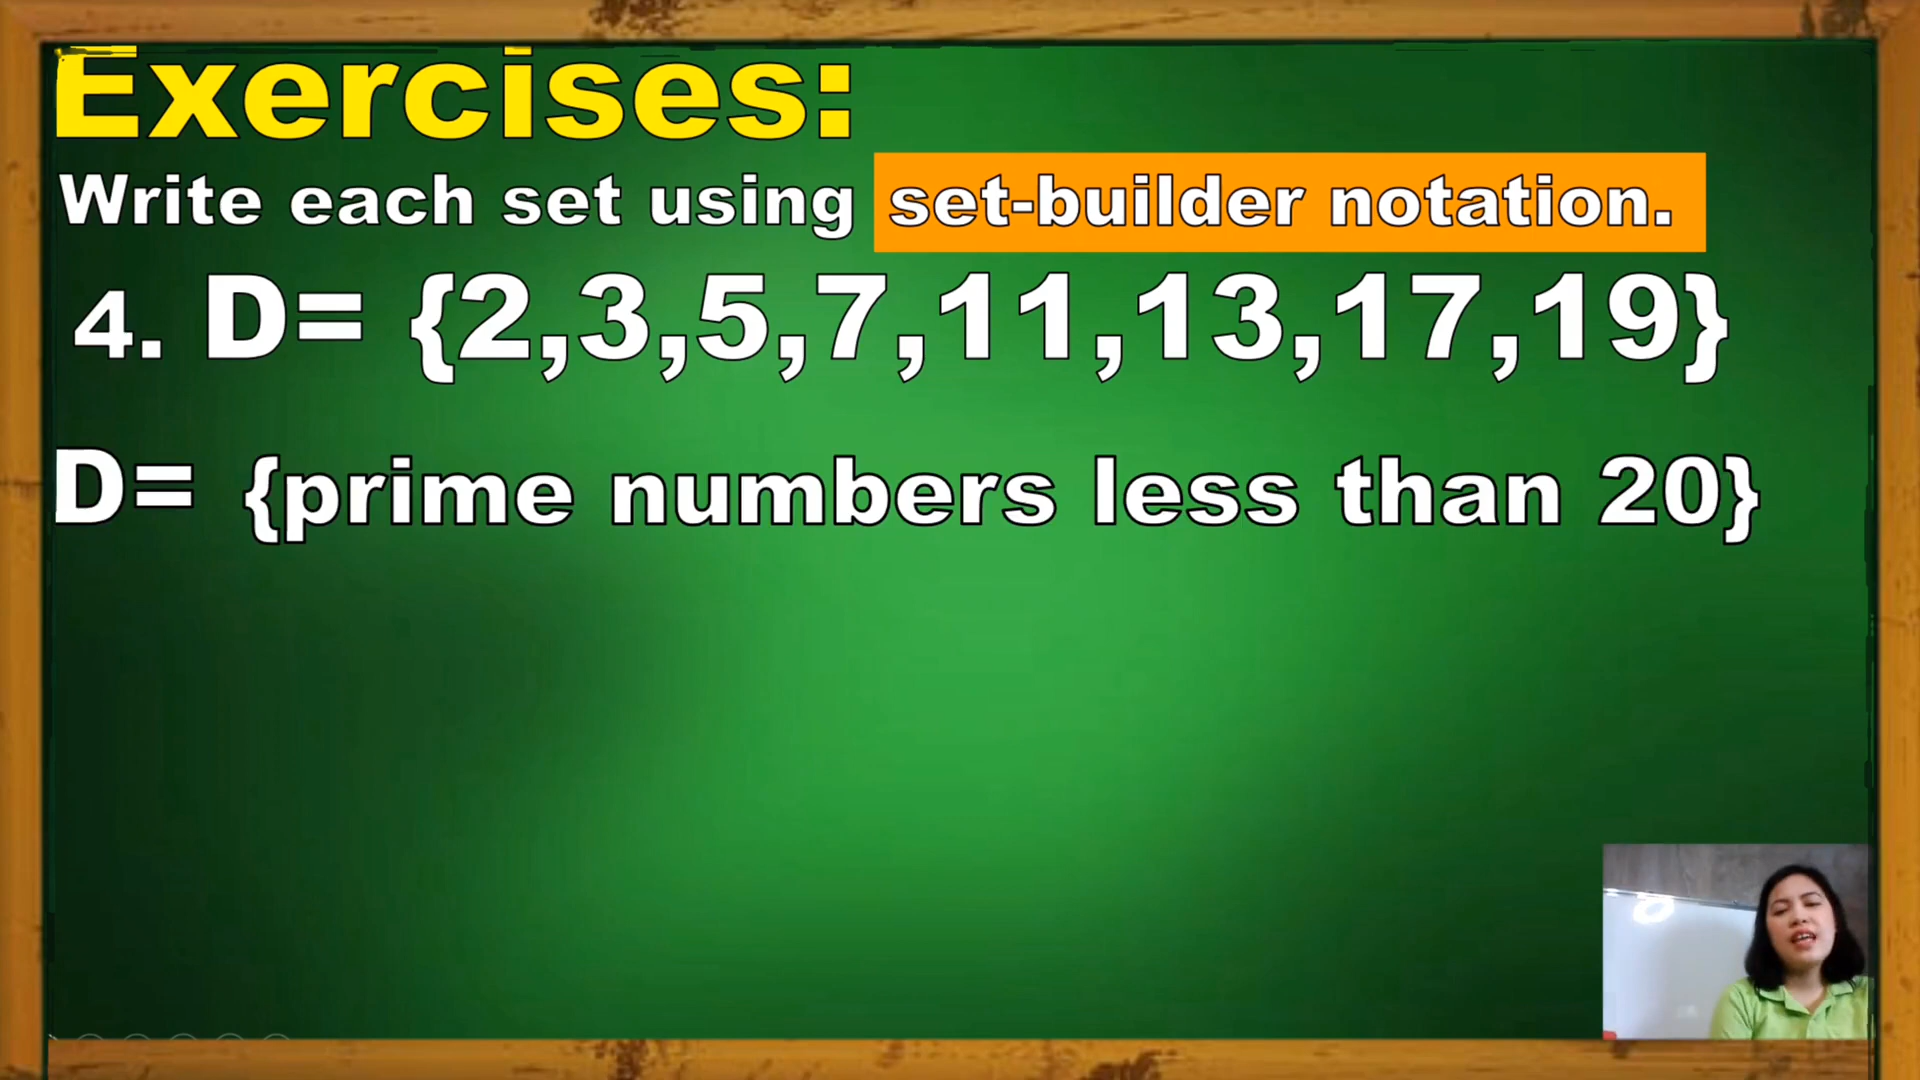 Exercises:
Write each set using set-builder notation.
4. D= {2,3,5,7,11,13,17,19}
D= {prime numbers less than 20}